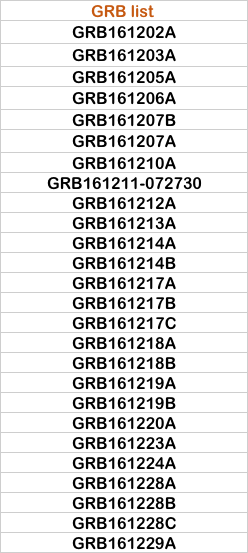 GRB list
GRB161202A
GRB161203A
GRB161205A
GRB161206A
GRB161207B
GRB161207A
GRB161210A
GRB161211-072730
GRB161212A
GRB161213A
GRB161214A
GRB161214B
GRB161217A
GRB161217B
GRB161217C
GRB161218A
GRB161218B
GRB161219A
GRB161219B
GRB161220A
GRB161223A
GRB161224A
GRB161228A
GRB161228B
GRB161228C
GRB161229A